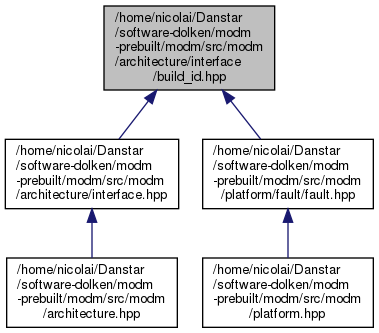 /home/nicolai/Danstar
/software-dolken/modm
-prebuilt/modm/src/modm
/architecture/interface
/build_id.hpp
/home/nicolai/Danstar
/software-dolken/modm
-prebuilt/modm/src/modm
/architecture/interface.hpp
/home/nicolai/Danstar
/software-dolken/modm
-prebuilt/modm/src/modm
/platform/fault/fault.hpp
/home/nicolai/Danstar
/software-dolken/modm
-prebuilt/modm/src/modm
/architecture.hpp
/home/nicolai/Danstar
/software-dolken/modm
-prebuilt/modm/src/modm
/platform.hpp